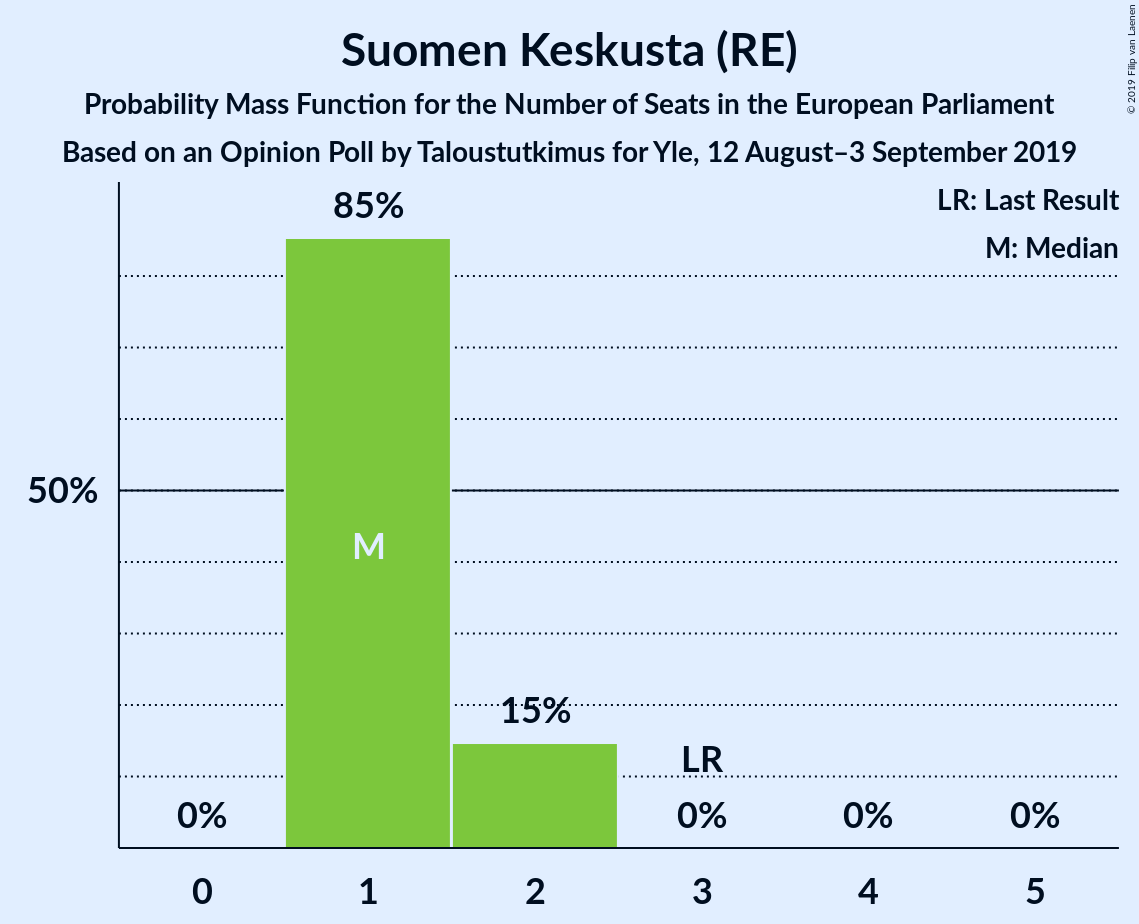 Suomen Keskusta (RE)
Probability Mass Function for the Number of Seats in the European Parliament
Based on an Opinion Poll by Taloustutkimus for Yle, 12 August–3 September 2019
© 2019 Filip van Laenen
LR: Last Result
M: Median
85%
50%
M
15%
LR
0%
0%
0%
0%
0 1 2 3 4 5